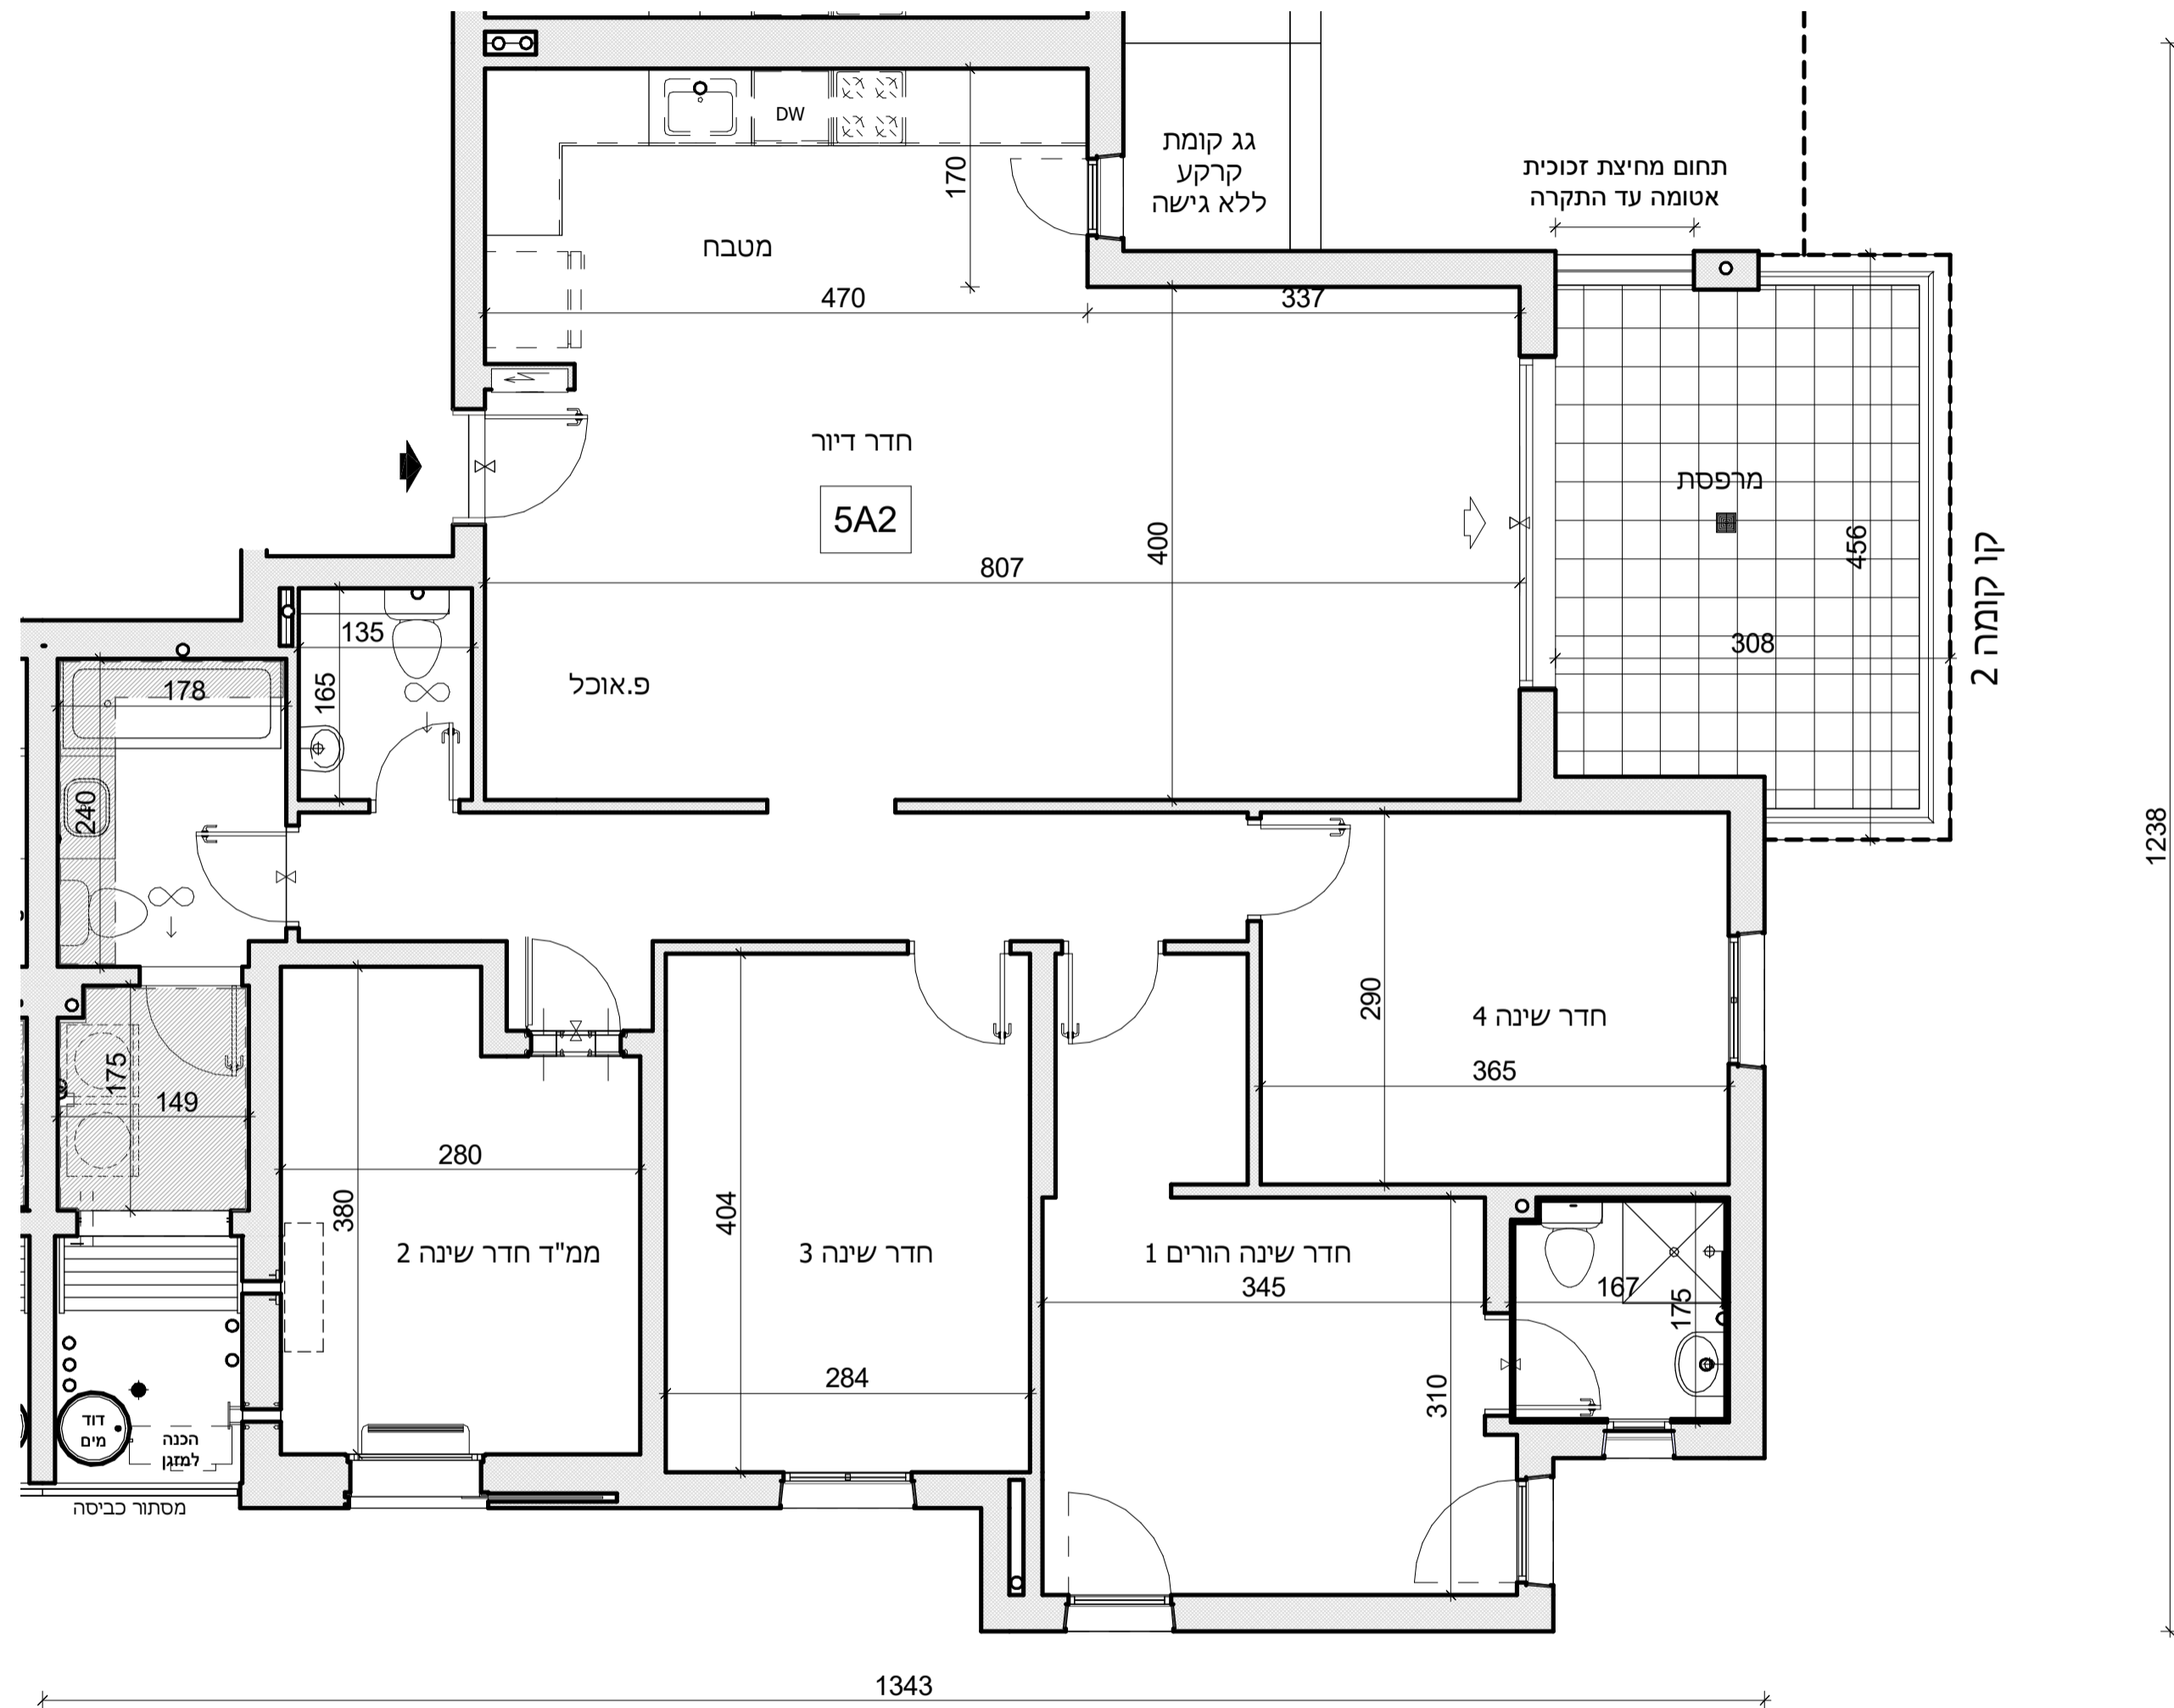 DW
170
גג קומת
קרקע
ללא גישה
תחום מחיצת זכוכית
אטומה עד התקרה
מטבח
470
337
חדר דיור
5A2
400
807
מרפסת
456
308
קו קומה 2
1238
135
165
פ.אוכל
178
240
290
חדר שינה 4
365
175
149
280
380
ממ"ד חדר שינה 2
404
חדר שינה 3
284
חדר שינה הורים 1
345
310
167
175
דוד
מים
הכנה
למזגן
מסתור כביסה
1343